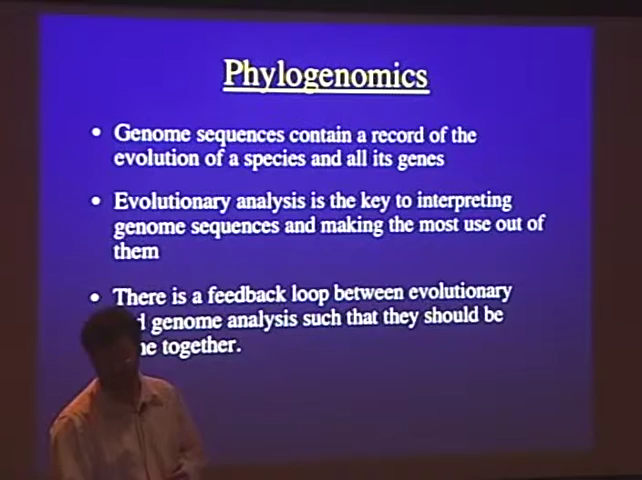 Phylogenomics
• Genome sequences contain a record of the
evolution of a species and all its genes
• Evolutionary analysis is the key to interpreting
genome sequences and making the most use out of
them
• There is a feedback loop between evolutionary
genome analysis such that they should be
together.